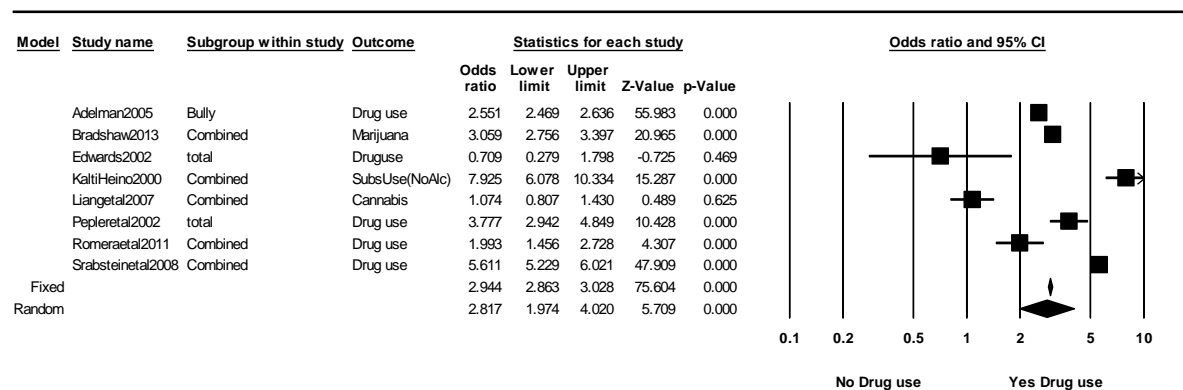 Model Study name Subgroup within study Outcome Statistics for each study Odds ratio and 95% CI
Odds Lower Upper
ratio limit limit Z-Value p-Value
Adelman2005 Bully Drug use 2.551 2.469 2.636 55.983 0.000
Bradshaw2013 Combined Marijuana 3.059 2.756 3.397 20.965 0.000
Edwards2002 total Druguse 0.709 0.279 1.798 -0.725 0.469
KaltiHeino2000 Combined SubsUse(NoAlc) 7.925 6.078 10.334 15.287 0.000
Liangetal2007 Combined Cannabis 1.074 0.807 1.430 0.489 0.625
Pepleretal2002 total Drug use 3.777 2.942 4.849 10.428 0.000
Romeraetal2011 Combined Drug use 1.993 1.456 2.728 4.307 0.000
Srabsteinetal2008 Combined Drug use 5.611 5.229 6.021 47.909 0.000
Fixed 2.944 2.863 3.028 75.604 0.000
Random 2.817 1.974 4.020 5.709 0.000
0.1 0.2 0.5 1 2 5 10
No Drug use Yes Drug use